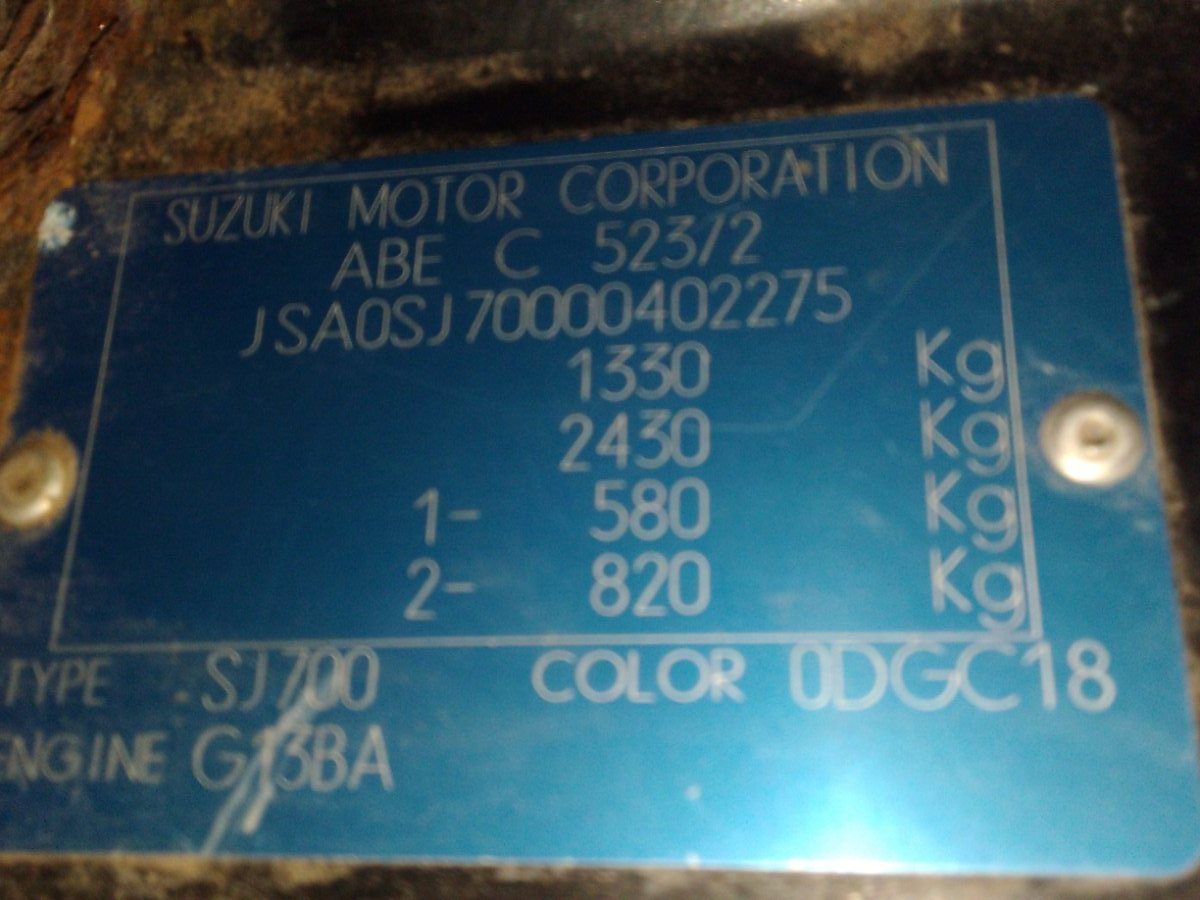 SUZUKI MOTOR CORPORATION
ABE C 523/2
JSA0SJ70000402275
1330 Kg
2430 Kg
1- 580 Kg
2- 820 Kg
TYPE SJ700 COLOR 0DGC18
ENGINE G13BA